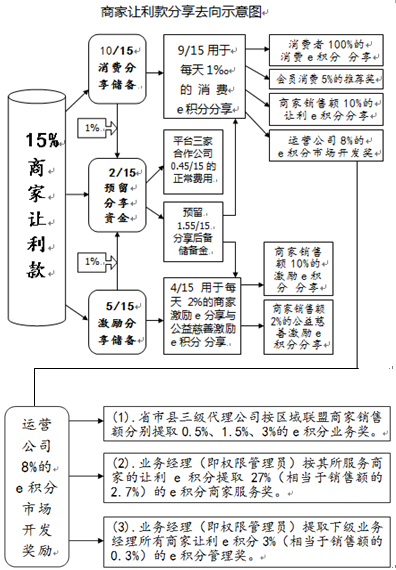 商家让利款分享去向示意图
15%
商
家
让
利
款
10/15
消费分
享储备
1%
2/15
预留
分享
资金
1%
5/15
激励分
享储备
9/15 用于
每天 1‰
的 消 费
e 积分分享
平台三家
合作公司
0.45/15 的
正常费用.
预留
1.55/15
分享后备
储备金
4/15 用于每
天 2%的商家
激励 e 分享与
公益慈善激励
e 积分 分享
消费者 100%的
消费 e 积分 分享
会员消费 5%的推荐奖
商家销售额 10%的
让利 e 积分分享
运营公司 8%的
e 积分市场开发奖
商家销售
额 10%的
激励 e 积
分 分享
商家销售额
2%的公益慈
善激励 e
积分分享
运营
公司
8%的
e 积分
市场
开发
奖励
(1).省市县三级代理公司按区域联盟商家销售
额分别提取 0.5%、1.5%、3%的 e 积分业务奖。
(2).业务经理（即权限管理员）按其所服务商
家的让利 e 积分提取 27%（相当于销售额的
2.7%）的 e 积分商家服务奖。
(3).业务经理（即权限管理员）提取下级业务
经理所有商家让利 e 积分 3%（相当于销售额的
0.3%）的 e 积分管理奖。